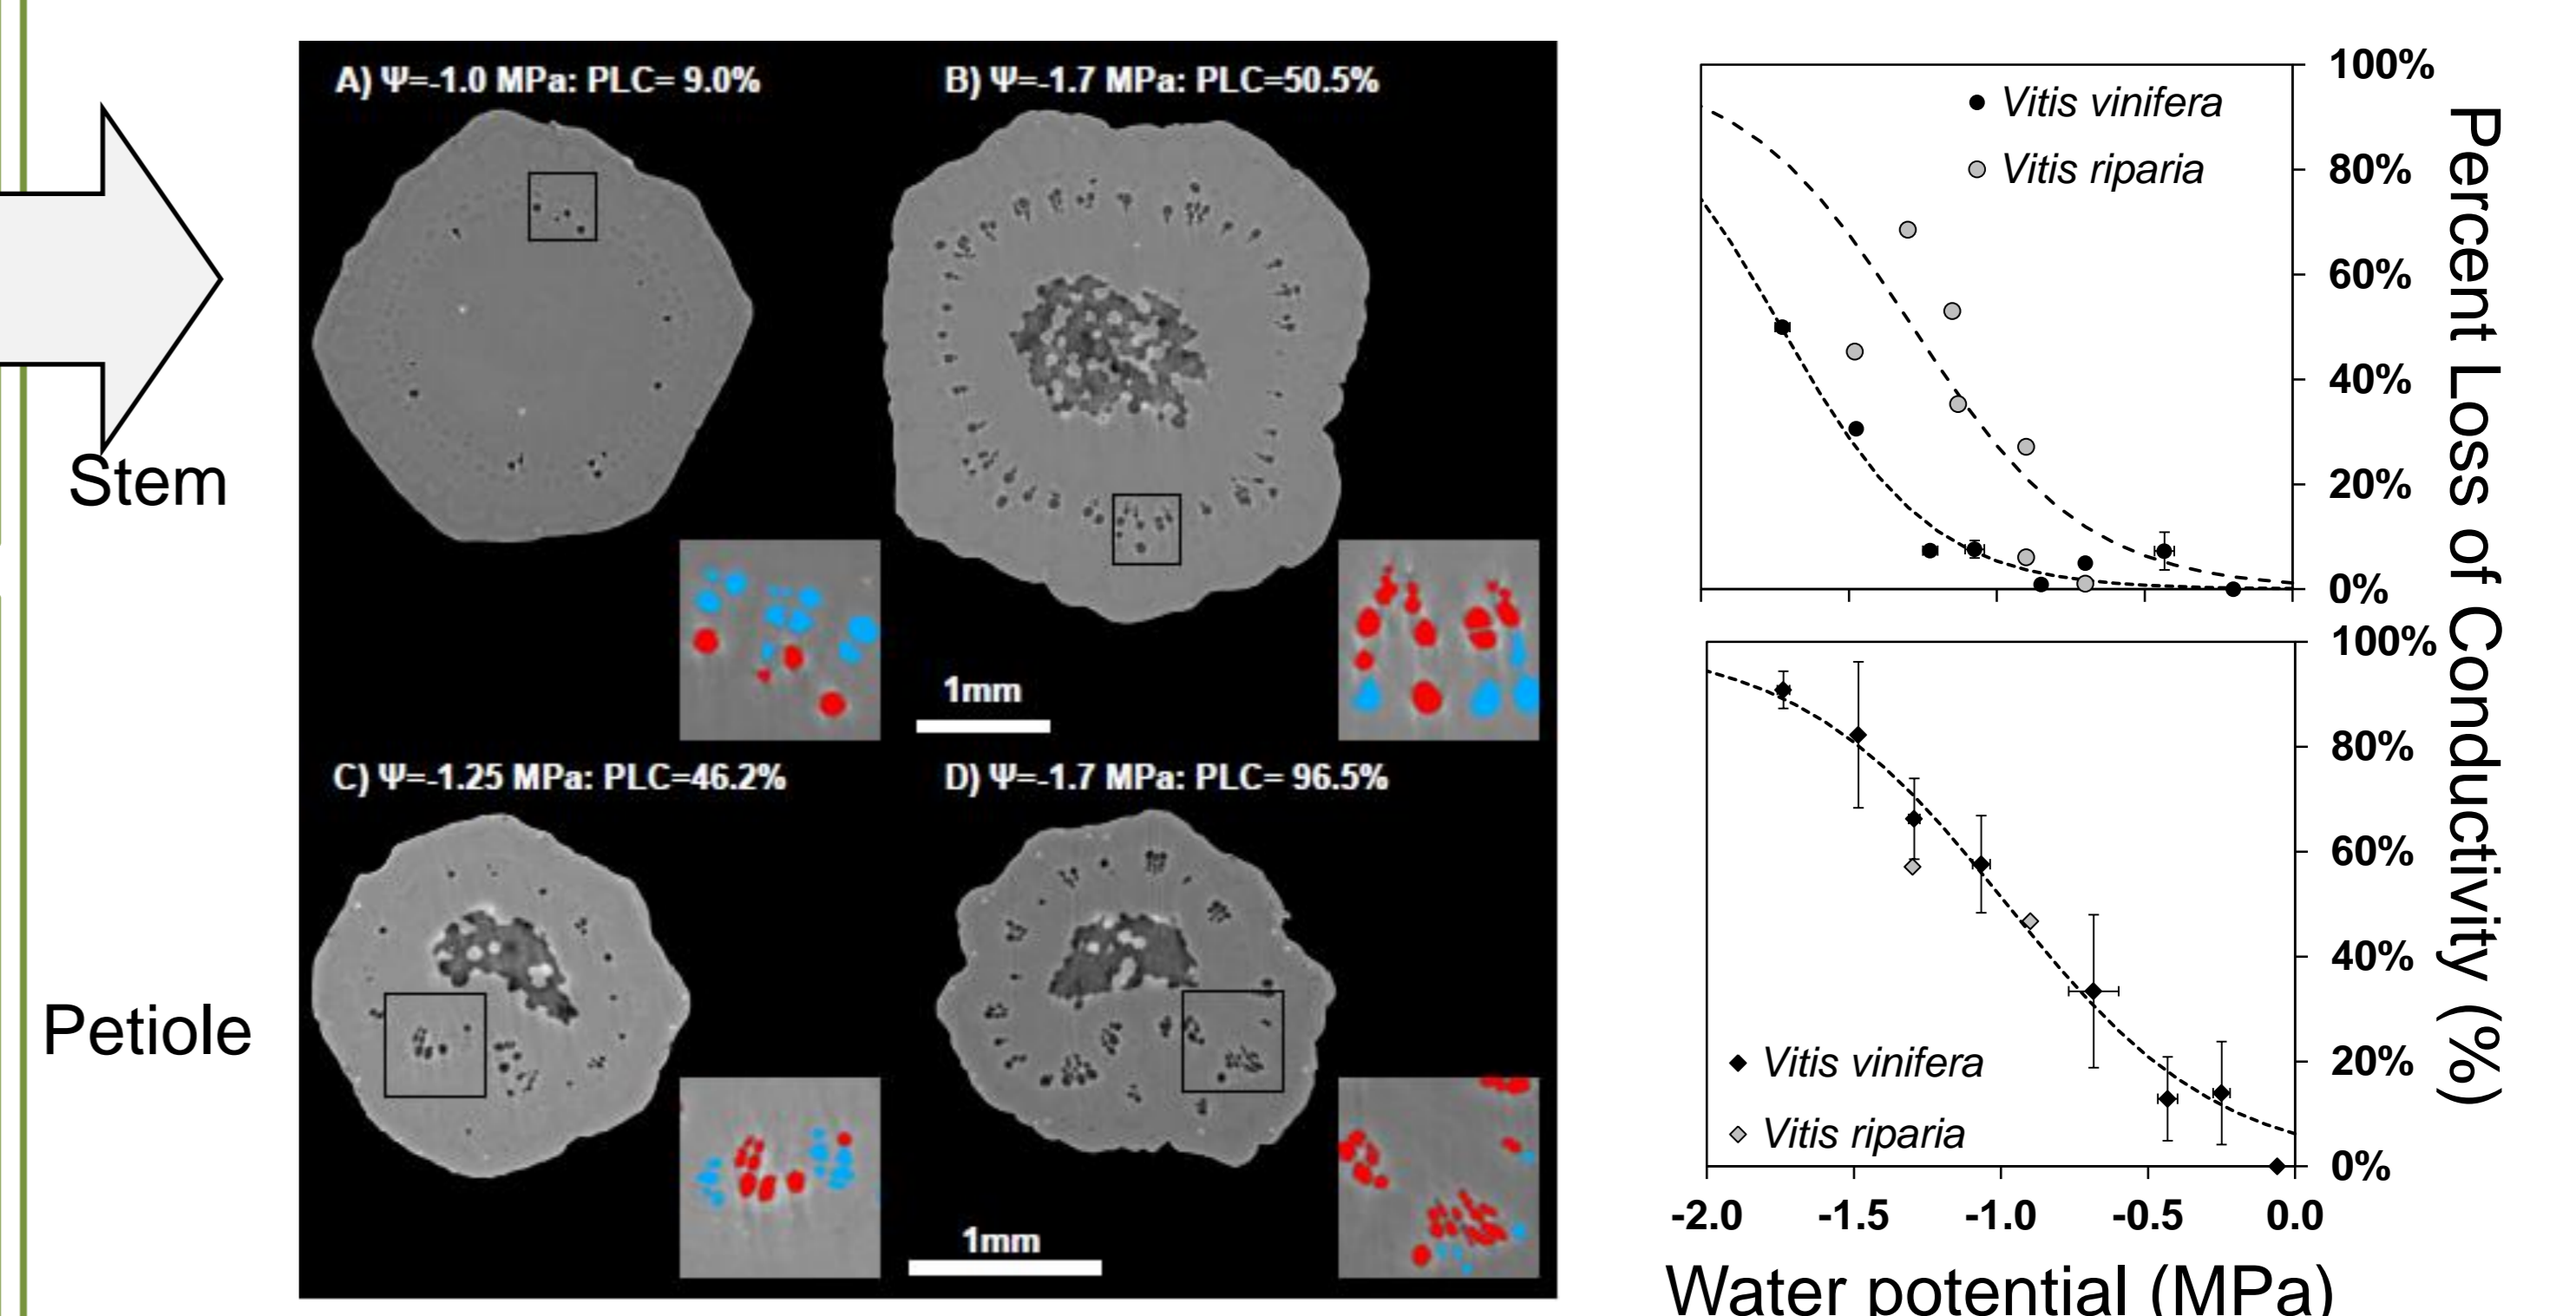 Stem
Petiole
A) Ψ=-1.0 MPa: PLC= 9.0%
B) Ψ=-1.7 MPa: PLC=50.5%
1mm
C) Ψ=-1.25 MPa: PLC=46.2%
D) Ψ=-1.7 MPa: PLC= 96.5%
1mm
Vitis vinifera
Vitis riparia
100%
80%
60%
40%
20%
0%
Vitis vinifera
Vitis riparia
100%
80%
60%
40%
20%
0%
-2.0 -1.5 -1.0 -0.5 0.0
Water potential (MPa)
Percent Loss of Conductivity (%)